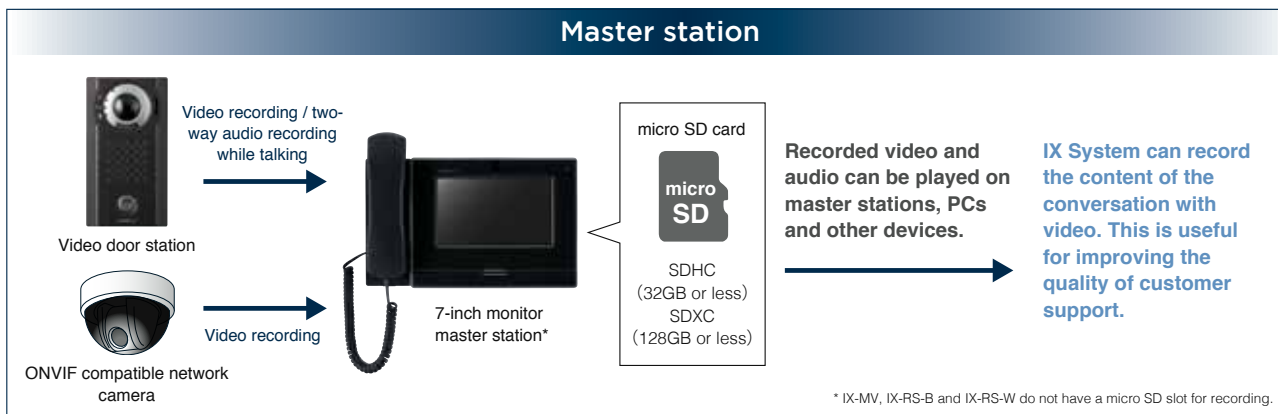 Master station
Video recording / two-
way audio recording
while talking
Video door station
Video recording
ONVIF compatible network
camera
7-inch monitor
master station*
micro SD card
micro
SD
SDHC
(32GB or less)
SDXC
(128GB or less)
Recorded video and
audio can be played on
master stations, PCs
and other devices.
IX System can record
the content of the
conversation with
video. This is useful
for improving the
quality of customer
support.
* IX-MV, IX-RS-B and IX-RS-W do not have a micro SD slot for recording.